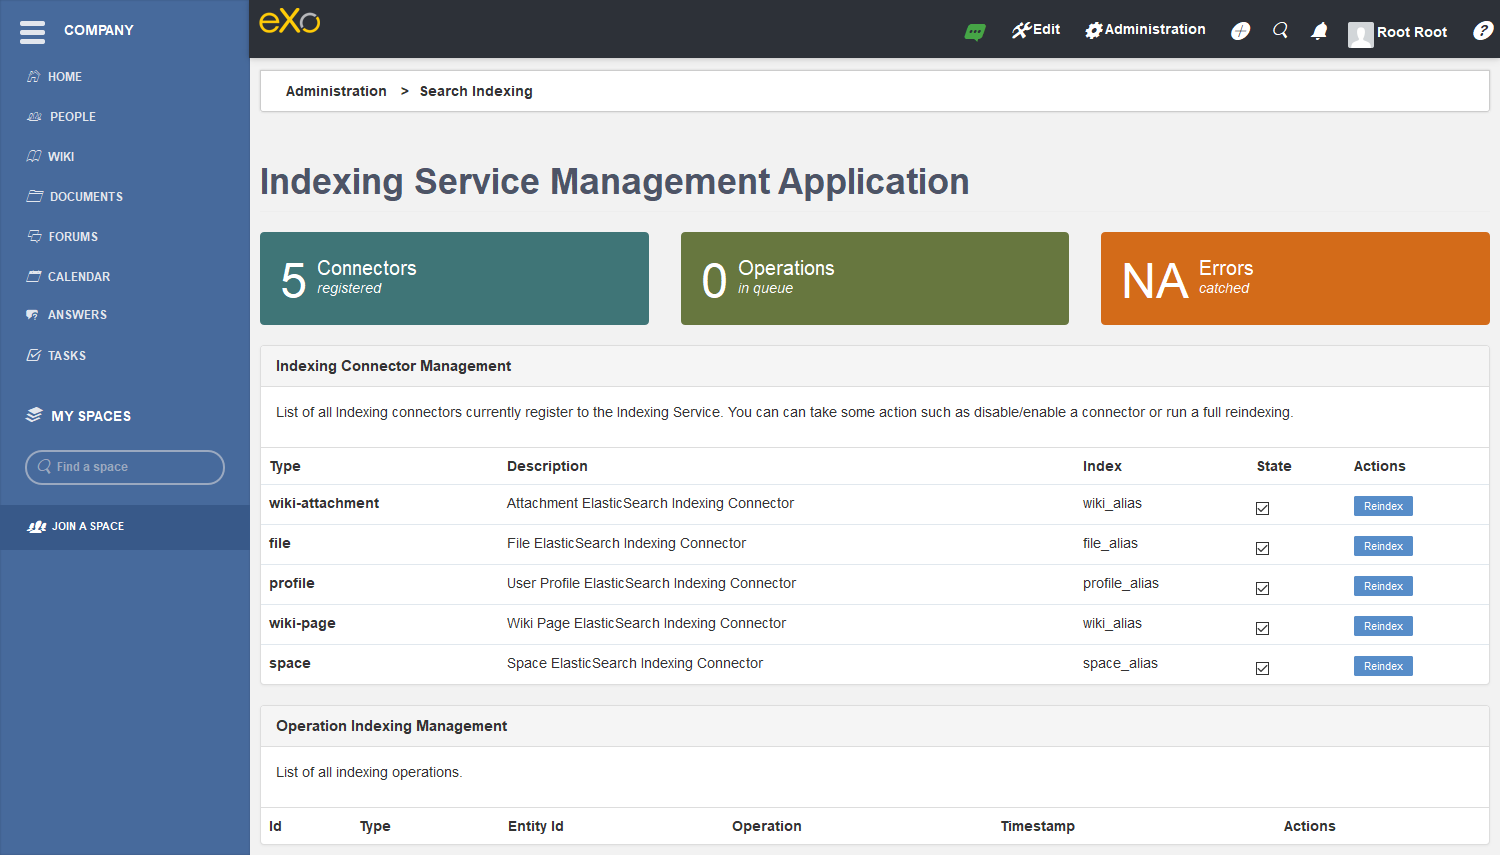 COMPANY
HOME
PEOPLE
WIKI
DOCUMENTS
FORUMS
CALENDAR
ANSWERS
TASKS
MY SPACES
Find a space
JOIN A SPACE
eXo
Edit
Administration
Root Root
?
Administration > Search Indexing
Indexing Service Management Application
5 Connectors
registered
0 Operations
in queue
NA Errors
catched
Indexing Connector Management
List of all Indexing connectors currently register to the Indexing Service. You can can take some action such as disable/enable a connector or run a full reindexing.
Type Description Index State Actions
wiki-attachment Attachment ElasticSearch Indexing Connector wiki_alias Reindex
file File ElasticSearch Indexing Connector file_alias Reindex
profile User Profile ElasticSearch Indexing Connector profile_alias Reindex
wiki-page Wiki Page ElasticSearch Indexing Connector wiki_alias Reindex
space Space ElasticSearch Indexing Connector space_alias Reindex
Operation Indexing Management
List of all indexing operations.
Id Type Entity Id Operation Timestamp Actions